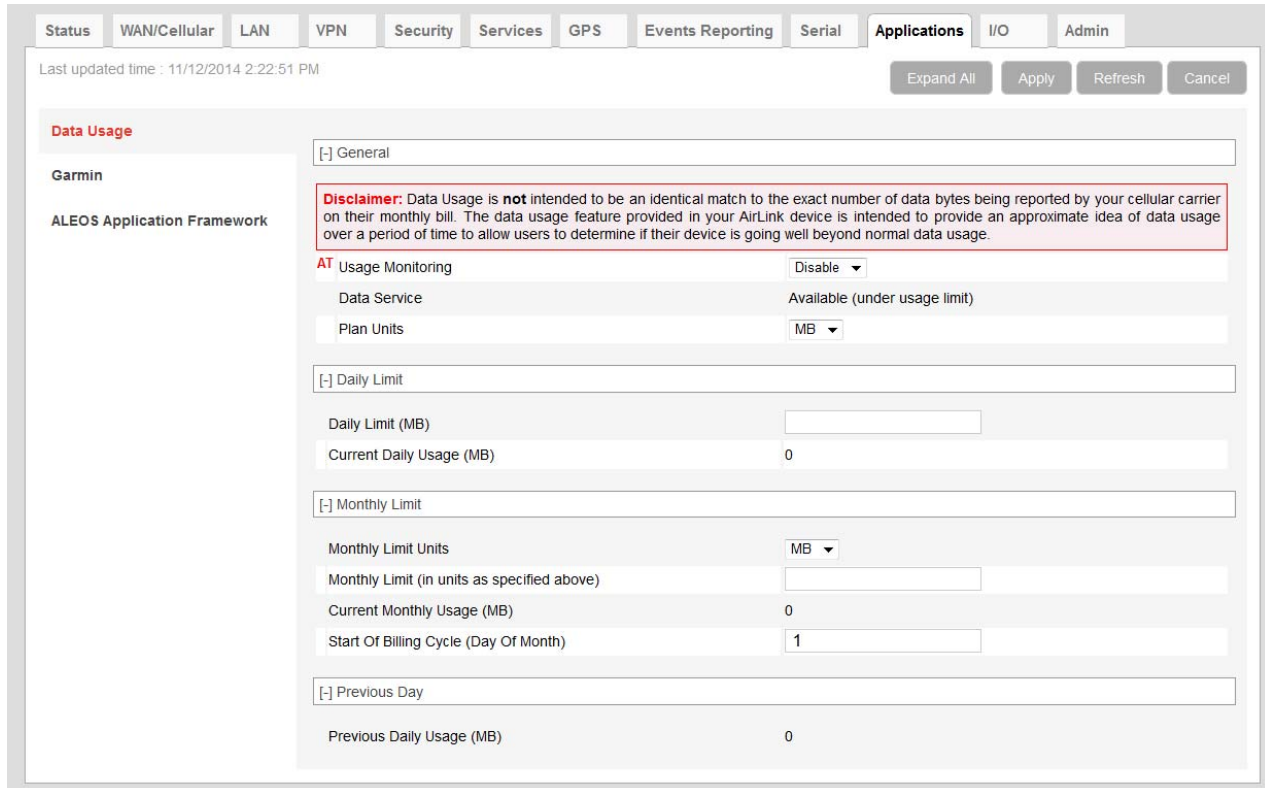 Status WAN/Cellular LAN VPN Security Services GPS Events Reporting Serial Applications I/O Admin
Last updated time : 11/12/2014 2:22:51 PM
Expand All Apply Refresh Cancel
Data Usage
Garmin
ALEOS Application Framework
[-] General
Disclaimer: Data Usage is not intended to be an identical match to the exact number of data bytes being reported by your cellular carrier
on their monthly bill. The data usage feature provided in your AirLink device is intended to provide an approximate idea of data usage
over a period of time to allow users to determine if their device is going well beyond normal data usage.
AT Usage Monitoring Disable
Data Service Available (under usage limit)
Plan Units MB
[-] Daily Limit
Daily Limit (MB)
Current Daily Usage (MB) 0
[-] Monthly Limit
Monthly Limit Units MB
Monthly Limit (in units as specified above)
Current Monthly Usage (MB) 0
Start Of Billing Cycle (Day Of Month) 1
[-] Previous Day
Previous Daily Usage (MB) 0